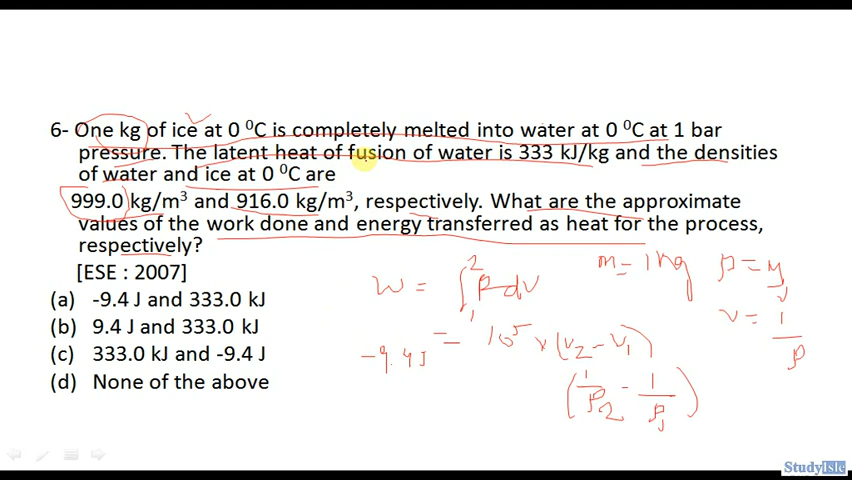 6- One kg of ice at 0 ⁰C is completely melted into water at 0 ⁰C at 1 bar
pressure. The latent heat of fusion of water is 333 kJ/kg and the densities
of water and ice at 0 ⁰C are
999.0 kg/m³ and 916.0 kg/m³, respectively. What are the approximate
values of the work done and energy transferred as heat for the process,
respectively?
[ESE : 2007]
(a) -9.4 J and 333.0 kJ
(b) 9.4 J and 333.0 kJ
(c) 333.0 kJ and -9.4 J
(d) None of the above
W = ∫₁² P dv
m = 1 kg
ρ = m/v
v = 1/ρ
-9.4 J = 10⁵ × (v₂ - v₁)
(1/ρ₂ - 1/ρ₁)
StudyIsle